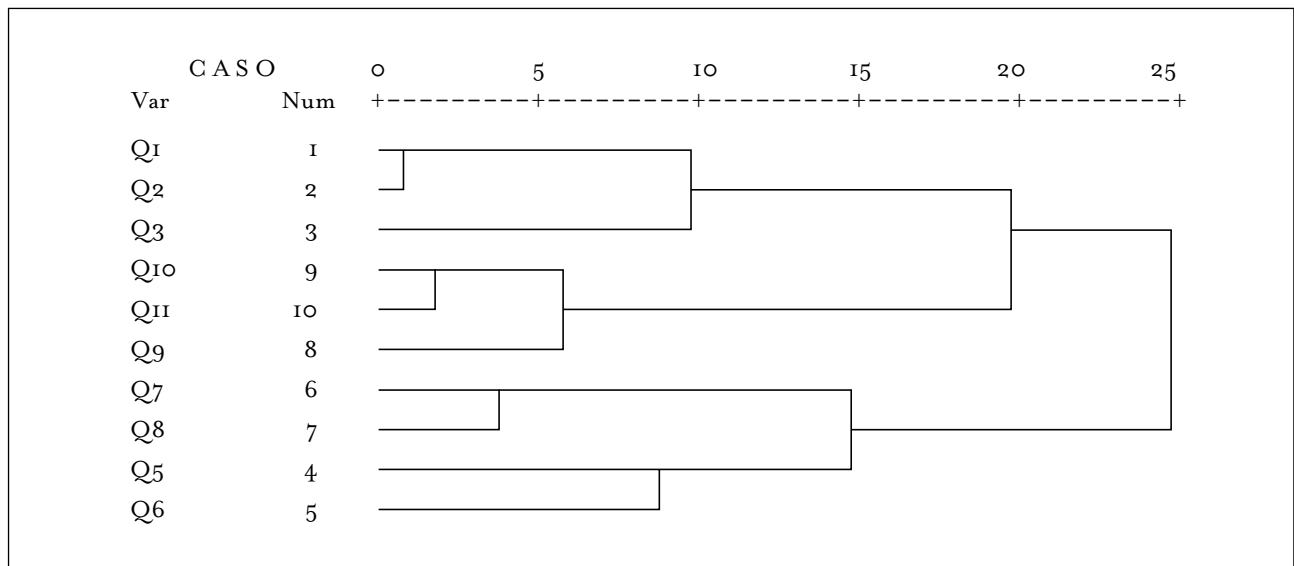 CASO 0 5 10 15 20 25
Var Num +---------+---------+---------+---------+---------+
Q1 1
Q2 2
Q3 3
Q10 9
Q11 10
Q9 8
Q7 6
Q8 7
Q5 4
Q6 5